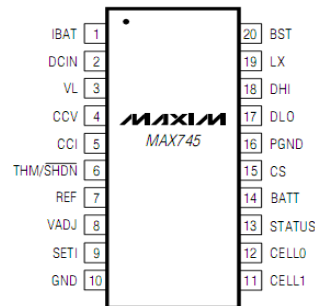 IBAT 1 20 BST
DCIN 2 19 LX
VL 3 18 DHI
CCV 4 17 DLO
MAXIM
CCI 5 MAX745 16 PGND
THM/SHDN 6 15 CS
REF 7 14 BATT
VADJ 8 13 STATUS
SETI 9 12 CELL0
GND 10 11 CELL1